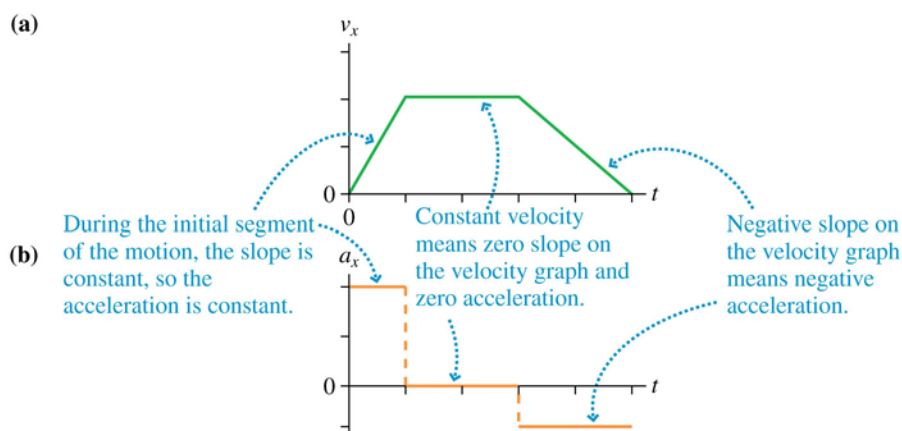 (a)
vx
0
t
0
During the initial segment
of the motion, the slope is
constant, so the
acceleration is constant.
Constant velocity
means zero slope on
the velocity graph and
zero acceleration.
Negative slope on
the velocity graph
means negative
acceleration.
(b)
ax
0
t